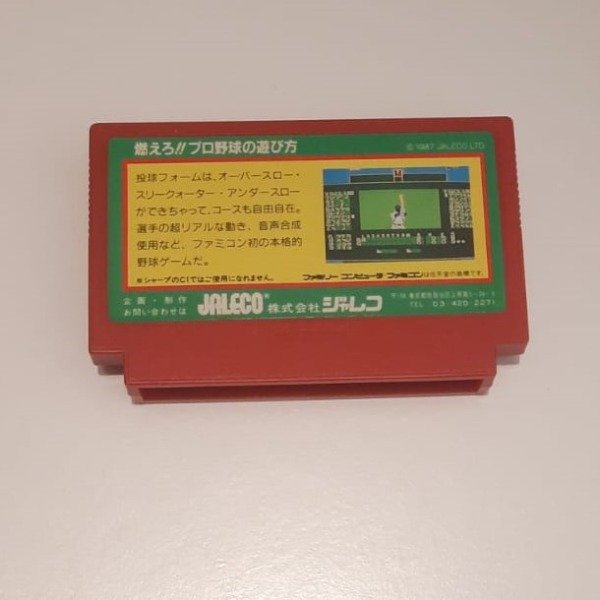 燃えろ!!プロ野球の遊び方
© 1987 JALECO LTD.
投球フォームは、オーバースロー・
スリークォーター・アンダースロー
ができちゃって、コースも自由自在。
選手の超リアルな動き、音声合成
使用など、ファミコン初の本格的
野球ゲームだ。
※シャープのC1ではご使用になれません。
ファミリーコンピュータ ファミコンは任天堂の商標です。
企画・制作
お問い合わせは
JALECO® 株式会社ジャレコ
TEL 03 420 2271